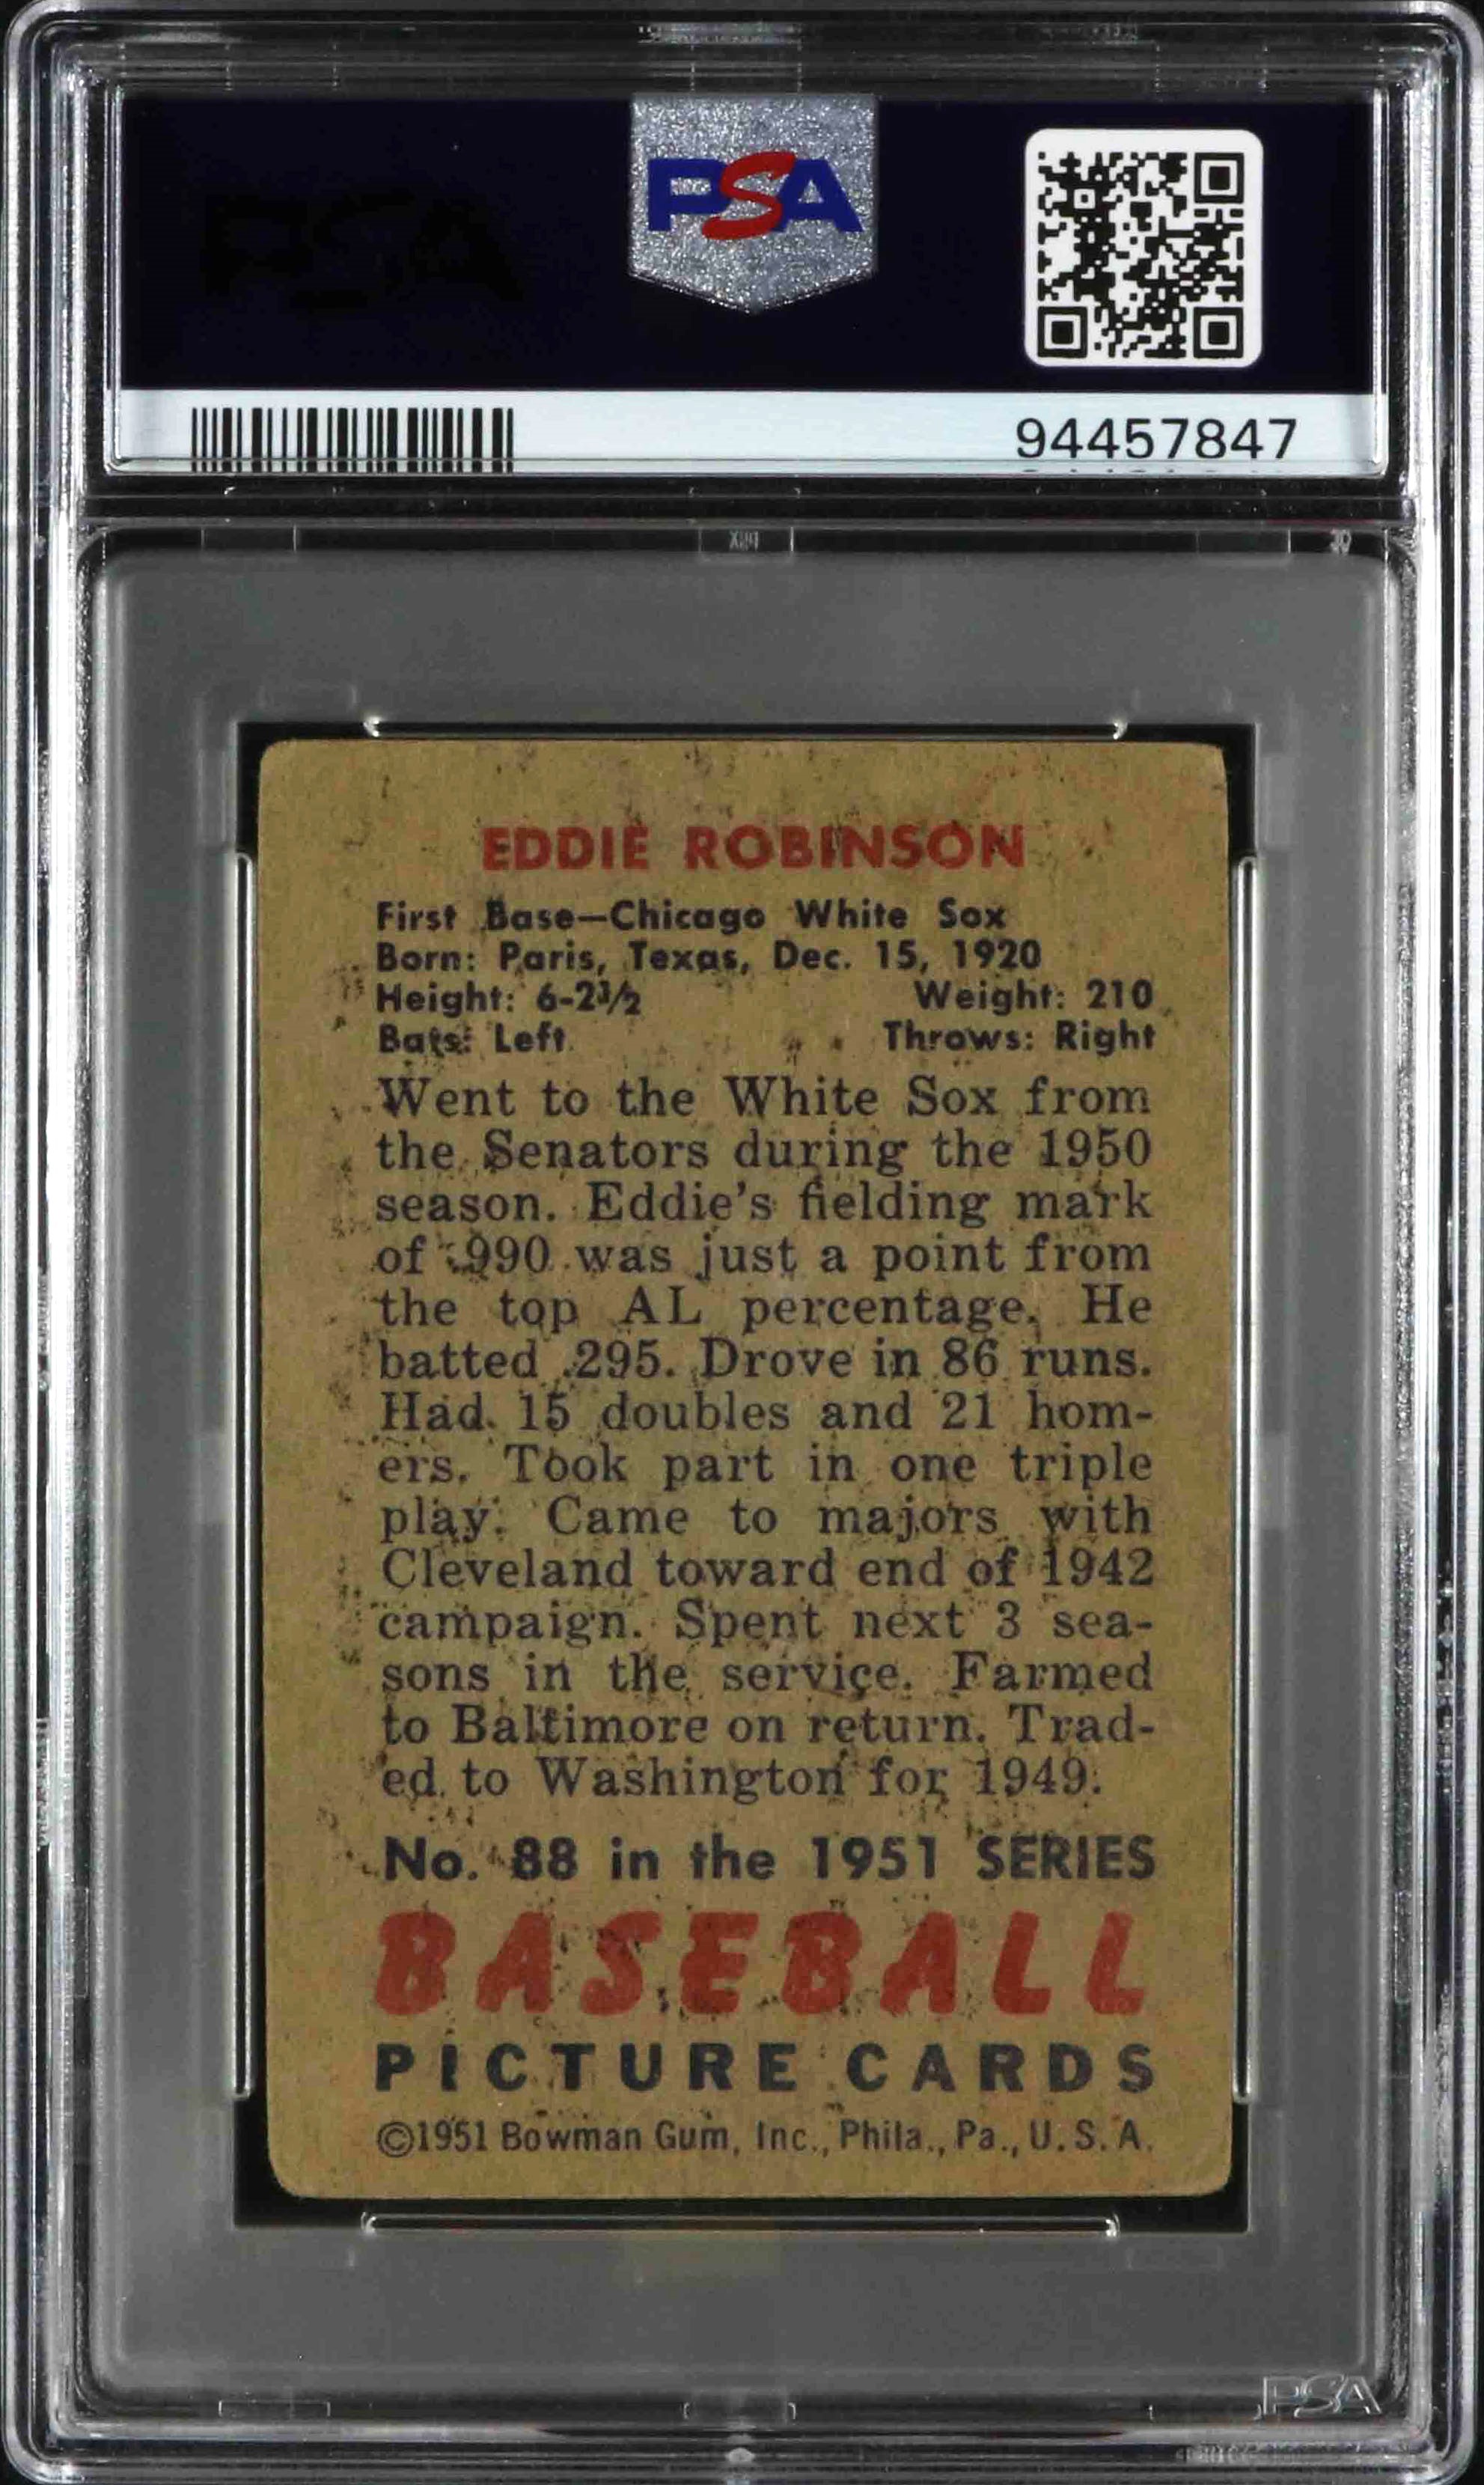 PSA
PSA
94457847
EDDIE ROBINSON
First Base—Chicago White Sox
Born: Paris, Texas, Dec. 15, 1920
Height: 6-2½ Weight: 210
Bats: Left Throws: Right
Went to the White Sox from
the Senators during the 1950
season. Eddie's fielding mark
of .990 was just a point from
the top AL percentage. He
batted .295. Drove in 86 runs.
Had 15 doubles and 21 hom-
ers. Took part in one triple
play. Came to majors with
Cleveland toward end of 1942
campaign. Spent next 3 sea-
sons in the service. Farmed
to Baltimore on return. Trad-
ed to Washington for 1949.
No. 88 in the 1951 SERIES
BASEBALL
PICTURE CARDS
©1951 Bowman Gum, Inc., Phila., Pa., U. S. A.
PSA